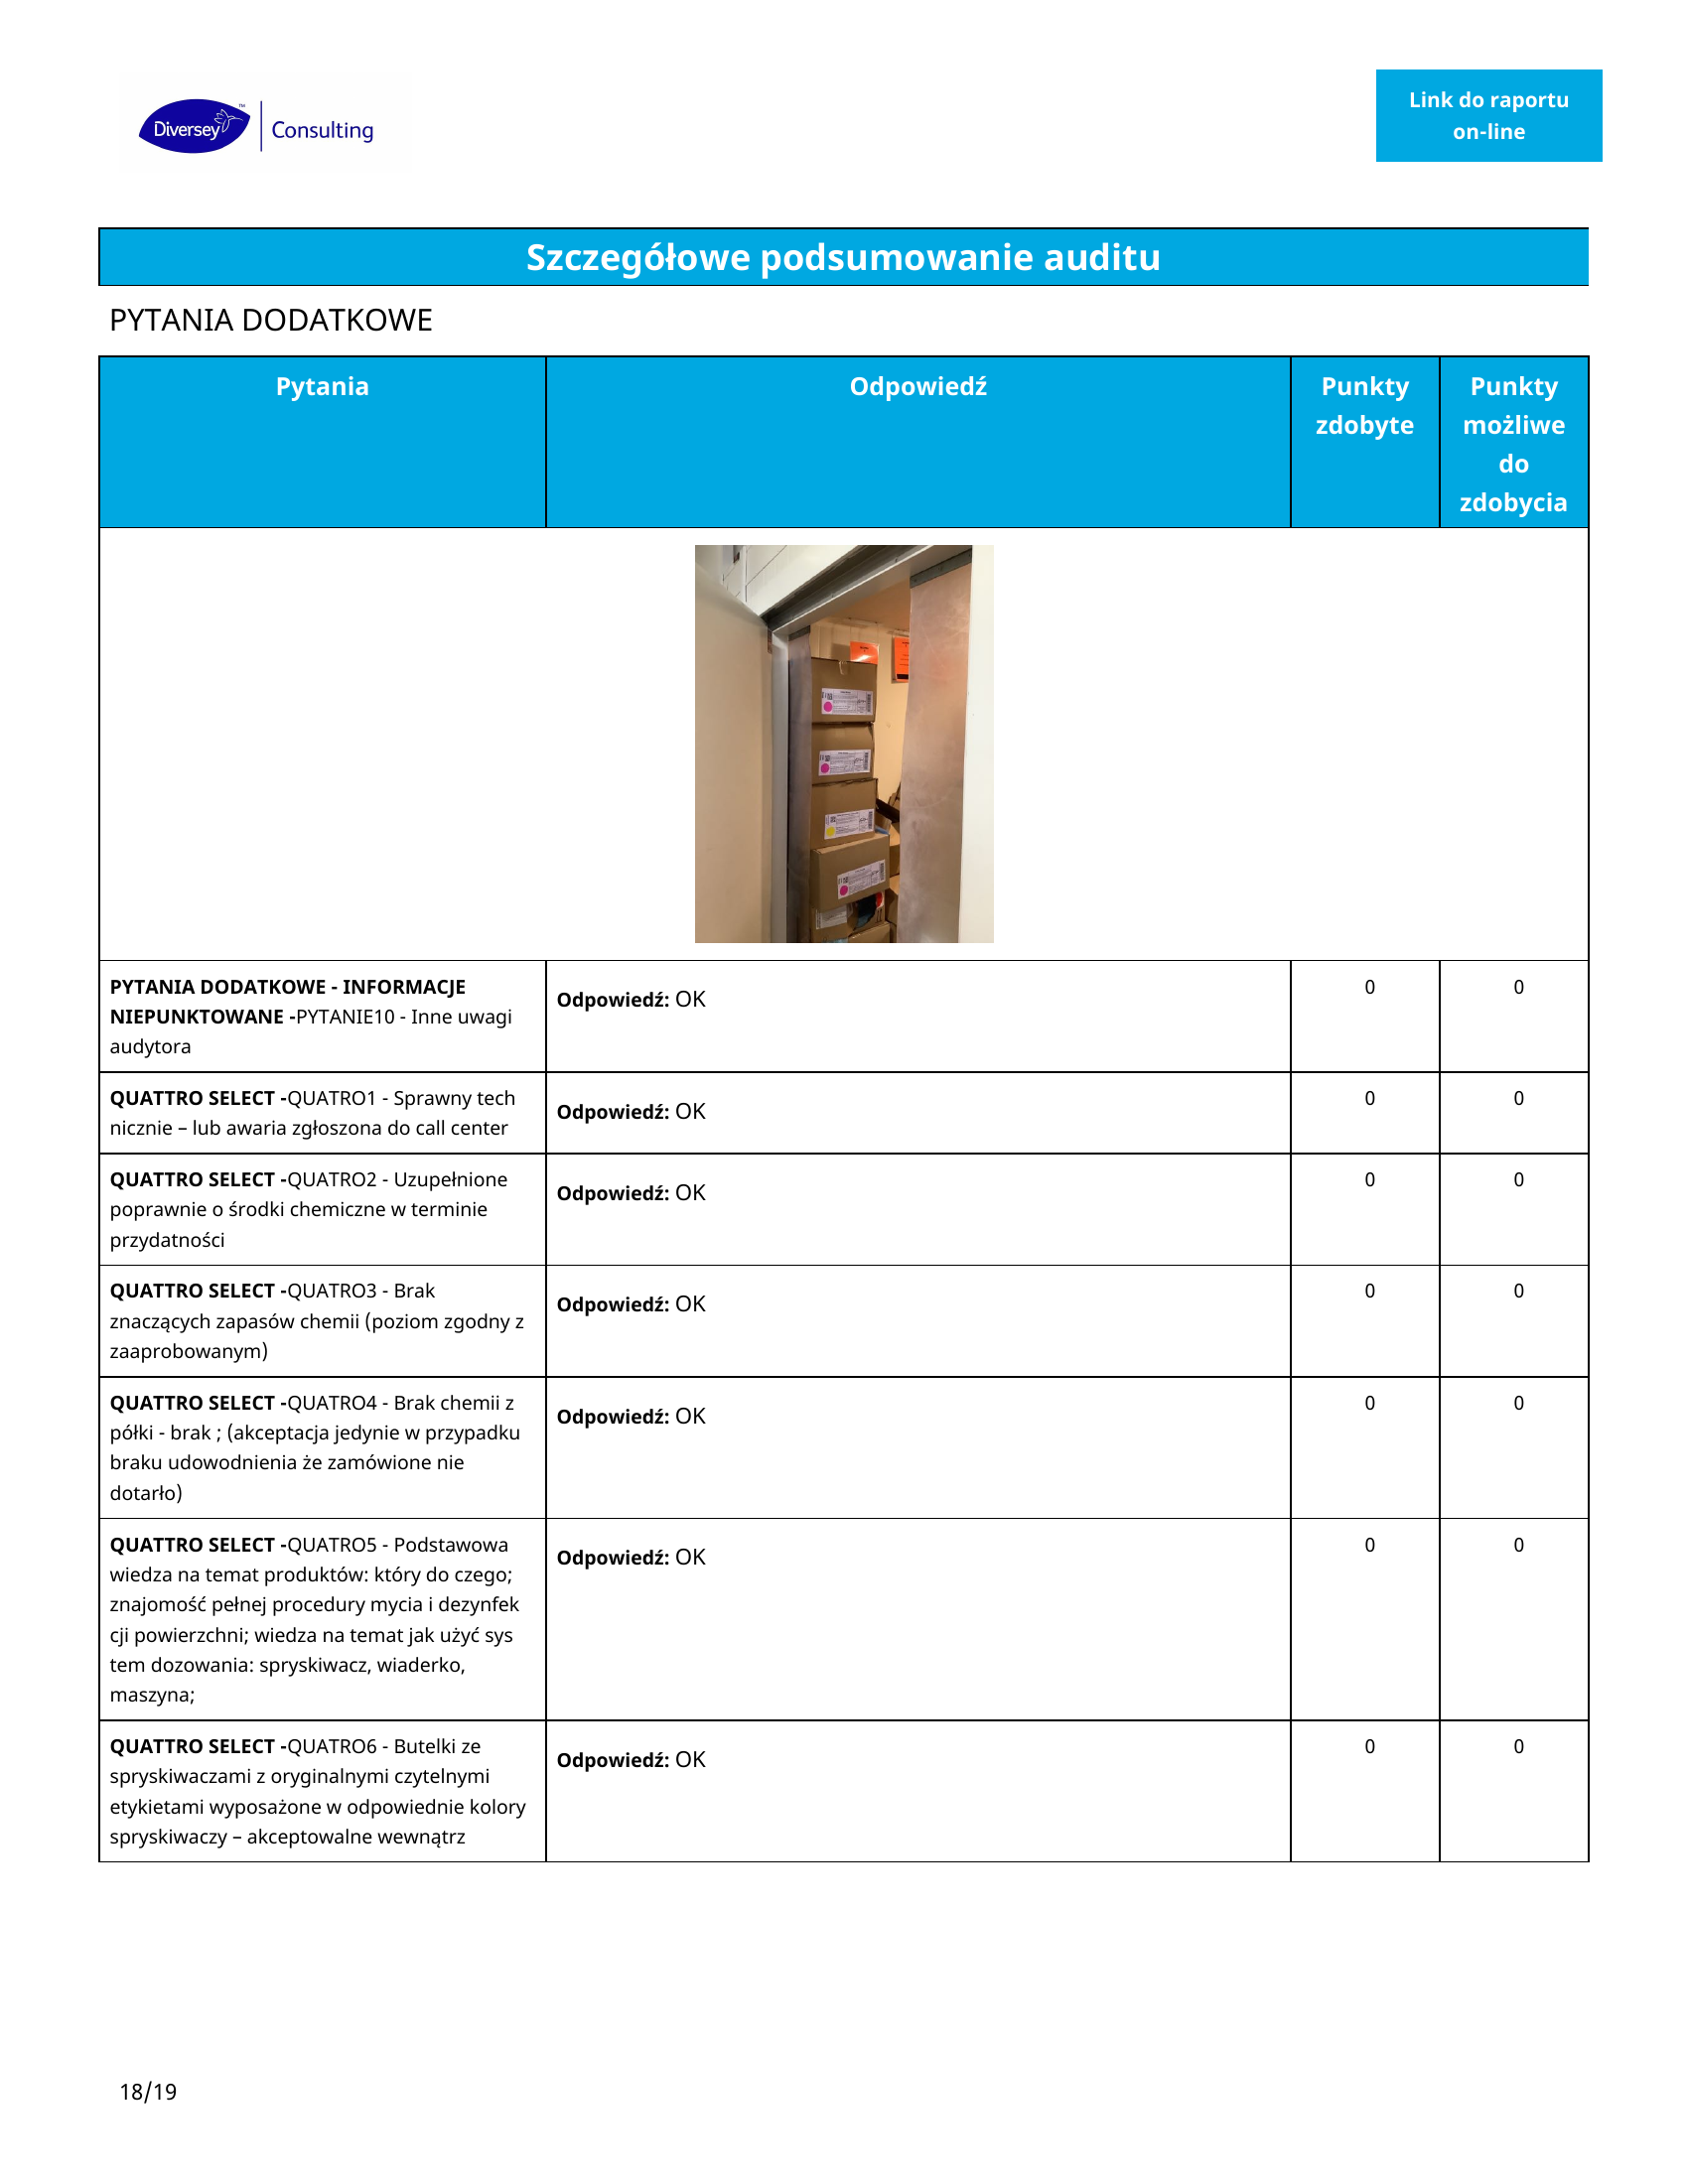 Diversey
TM
Consulting
Link do raportu
on-line
Szczegółowe podsumowanie auditu
PYTANIA DODATKOWE
Pytania
Odpowiedź
Punkty
zdobyte
Punkty
możliwe
do
zdobycia
PYTANIA DODATKOWE - INFORMACJE
NIEPUNKTOWANE -PYTANIE10 - Inne uwagi
audytora
Odpowiedź: OK
0
0
QUATTRO SELECT -QUATRO1 - Sprawny tech
nicznie – lub awaria zgłoszona do call center
Odpowiedź: OK
0
0
QUATTRO SELECT -QUATRO2 - Uzupełnione
poprawnie o środki chemiczne w terminie
przydatności
Odpowiedź: OK
0
0
QUATTRO SELECT -QUATRO3 - Brak
znaczących zapasów chemii (poziom zgodny z
zaaprobowanym)
Odpowiedź: OK
0
0
QUATTRO SELECT -QUATRO4 - Brak chemii z
półki - brak ; (akceptacja jedynie w przypadku
braku udowodnienia że zamówione nie
dotarło)
Odpowiedź: OK
0
0
QUATTRO SELECT -QUATRO5 - Podstawowa
wiedza na temat produktów: który do czego;
znajomość pełnej procedury mycia i dezynfek
cji powierzchni; wiedza na temat jak użyć sys
tem dozowania: spryskiwacz, wiaderko,
maszyna;
Odpowiedź: OK
0
0
QUATTRO SELECT -QUATRO6 - Butelki ze
spryskiwaczami z oryginalnymi czytelnymi
etykietami wyposażone w odpowiednie kolory
spryskiwaczy – akceptowalne wewnątrz
Odpowiedź: OK
0
0
18/19